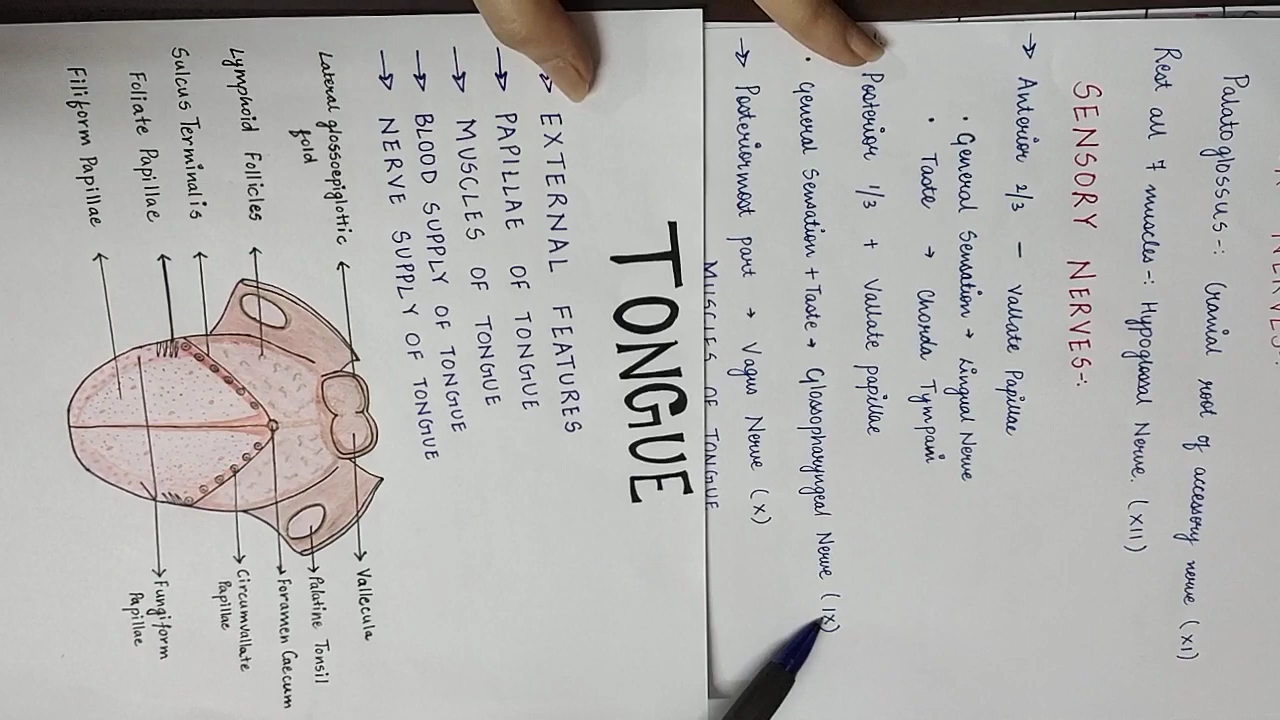 NERVES
Palatoglossus -: Cranial root of accessory nerve (XI)
Rest all 7 muscles -: Hypoglossal Nerve. (XII)
SENSORY NERVES -:
→ Anterior 2/3 - Vallate Papillae
• General Sensation → Lingual Nerve
• Taste → Chorda Tympani
Posterior 1/3 + Vallate papillae
• General Sensation + Taste → Glossopharyngeal Nerve (IX)
→ Posteriormost part → Vagus Nerve (X)
MUSCLES OF TONGUE
TONGUE
→ EXTERNAL FEATURES
→ PAPILLAE OF TONGUE
→ MUSCLES OF TONGUE
→ BLOOD SUPPLY OF TONGUE
→ NERVE SUPPLY OF TONGUE
Lateral glossoepiglottic
fold
Lymphoid Follicles
Sulcus Terminalis
Foliate Papillae
Filiform Papillae
Vallecula
Palatine Tonsil
Foramen Caecum
Circumvallate
Papillae
Fungiform
Papillae